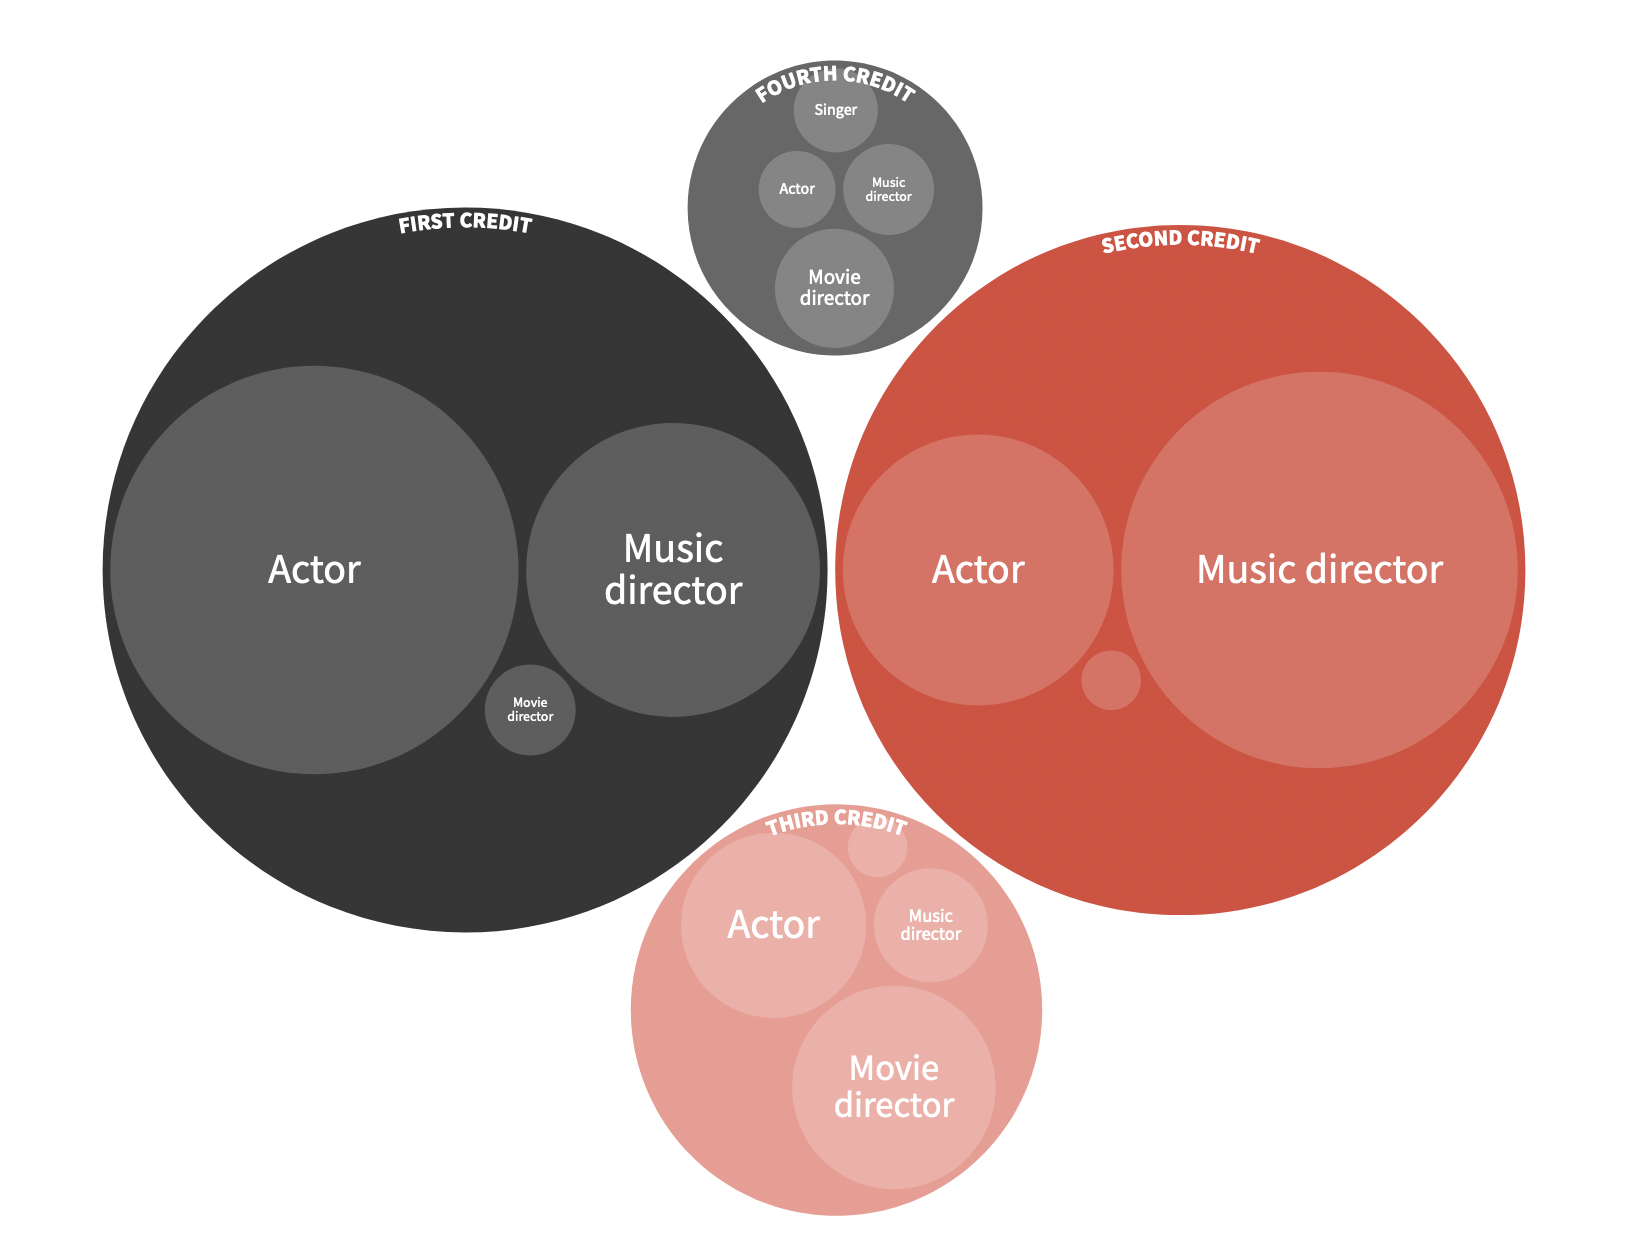 FOURTH CREDIT
Singer
Actor
Music
director
Movie
director
FIRST CREDIT
Actor
Music
director
Movie
director
SECOND CREDIT
Actor
Music director
THIRD CREDIT
Actor
Music
director
Movie
director